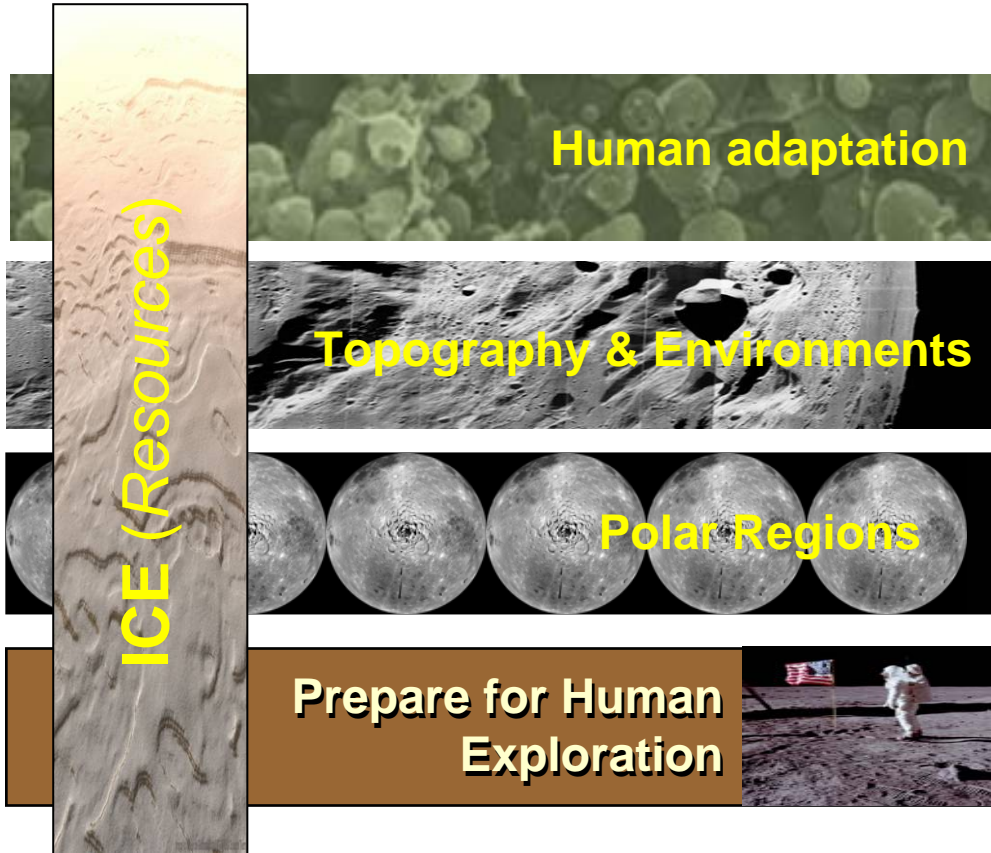 Human adaptation
Topography & Environments
Polar Regions
Prepare for Human
Exploration
ICE (Resources)